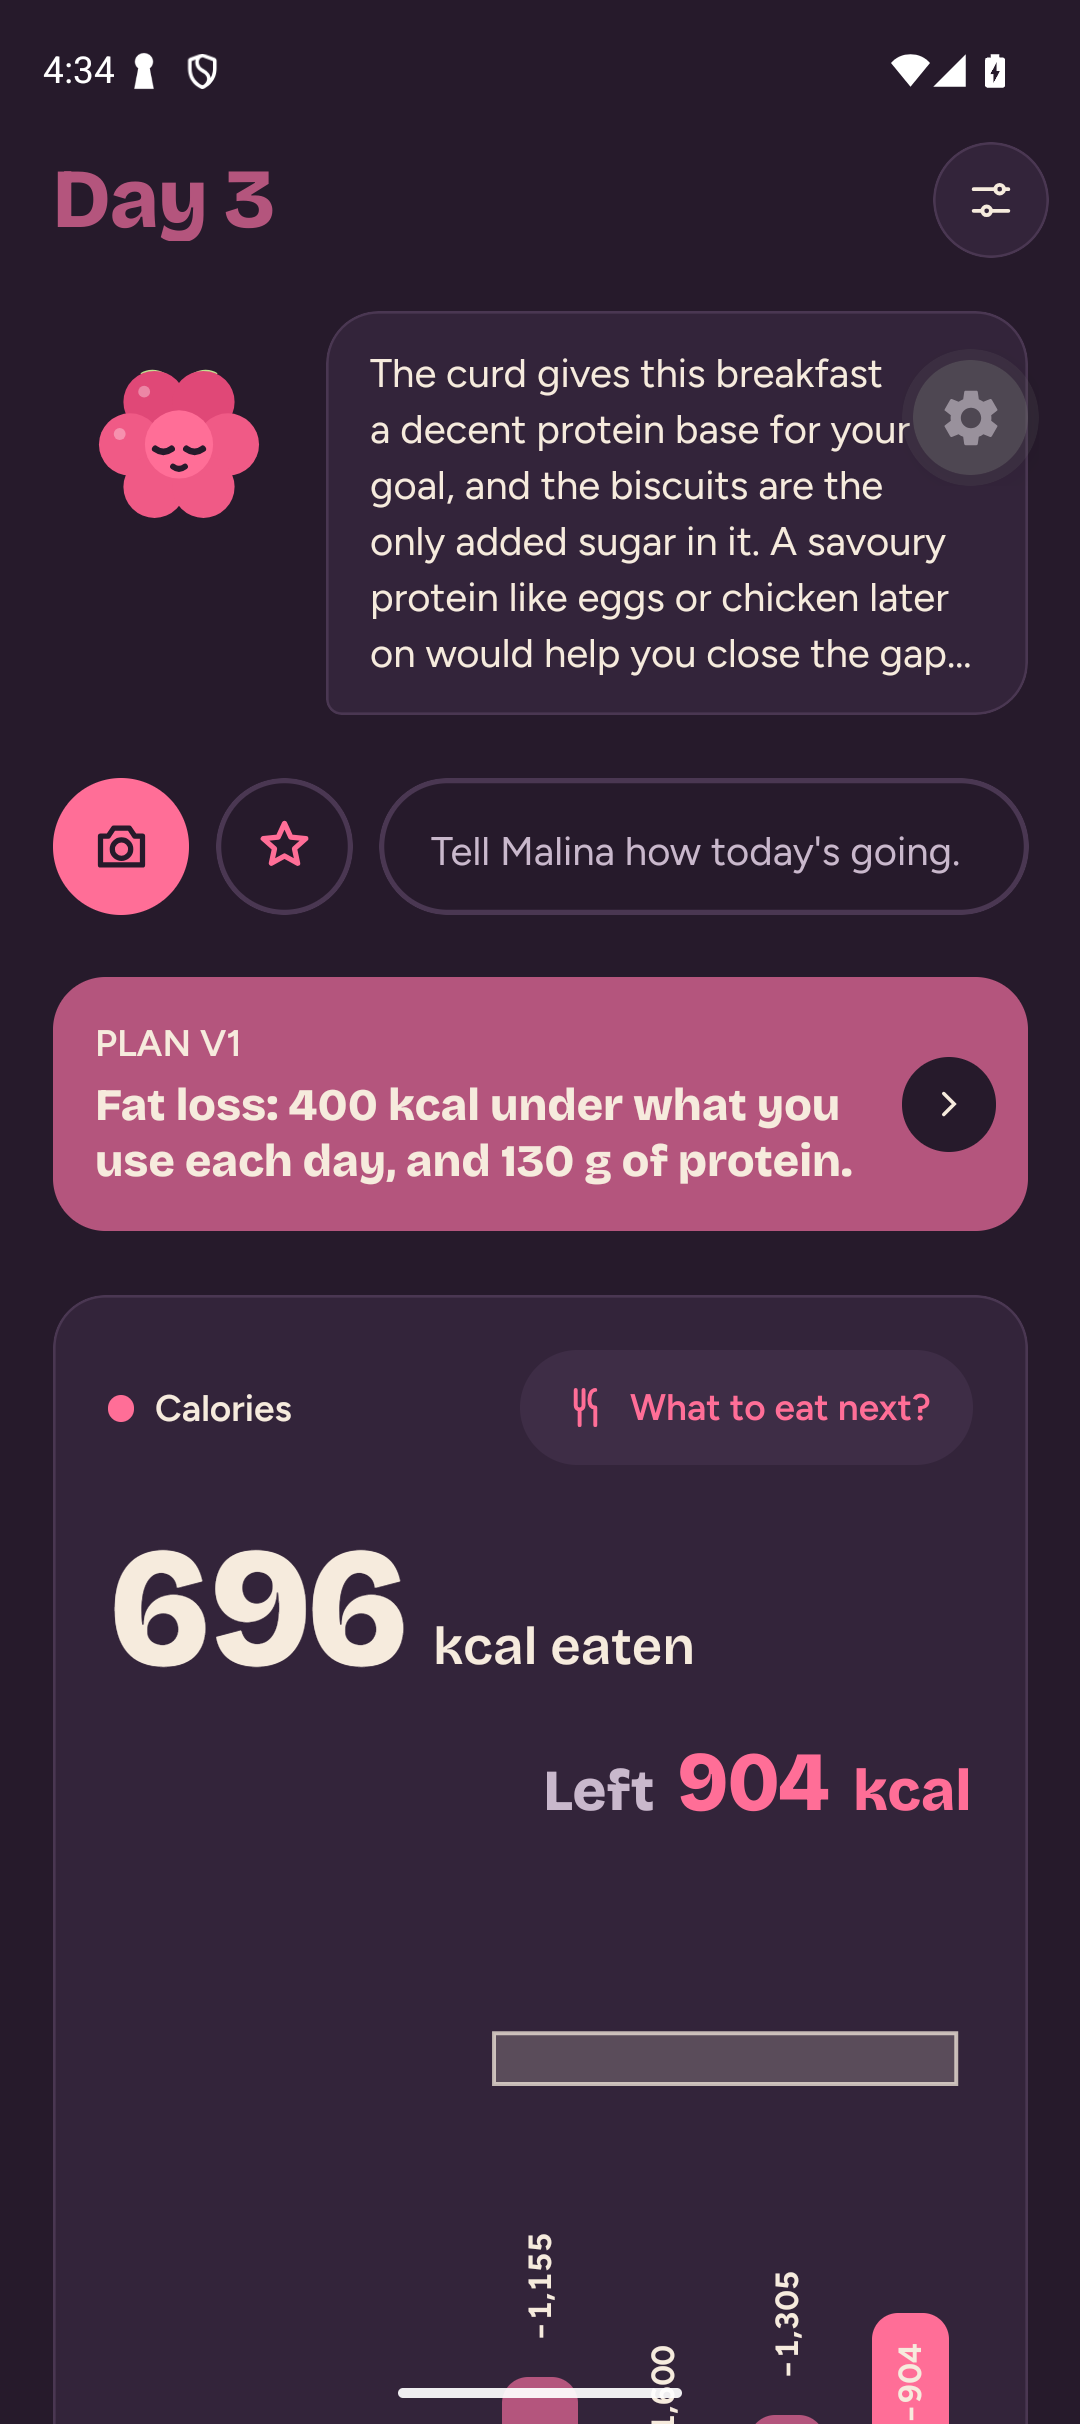 4:34
Day 3
The curd gives this breakfast
a decent protein base for your
goal, and the biscuits are the
only added sugar in it. A savoury
protein like eggs or chicken later
on would help you close the gap...
Tell Malina how today's going.
PLAN V1
Fat loss: 400 kcal under what you
use each day, and 130 g of protein.
Calories
What to eat next?
696 kcal eaten
Left 904 kcal
-1,155
1,600
-1,305
-904